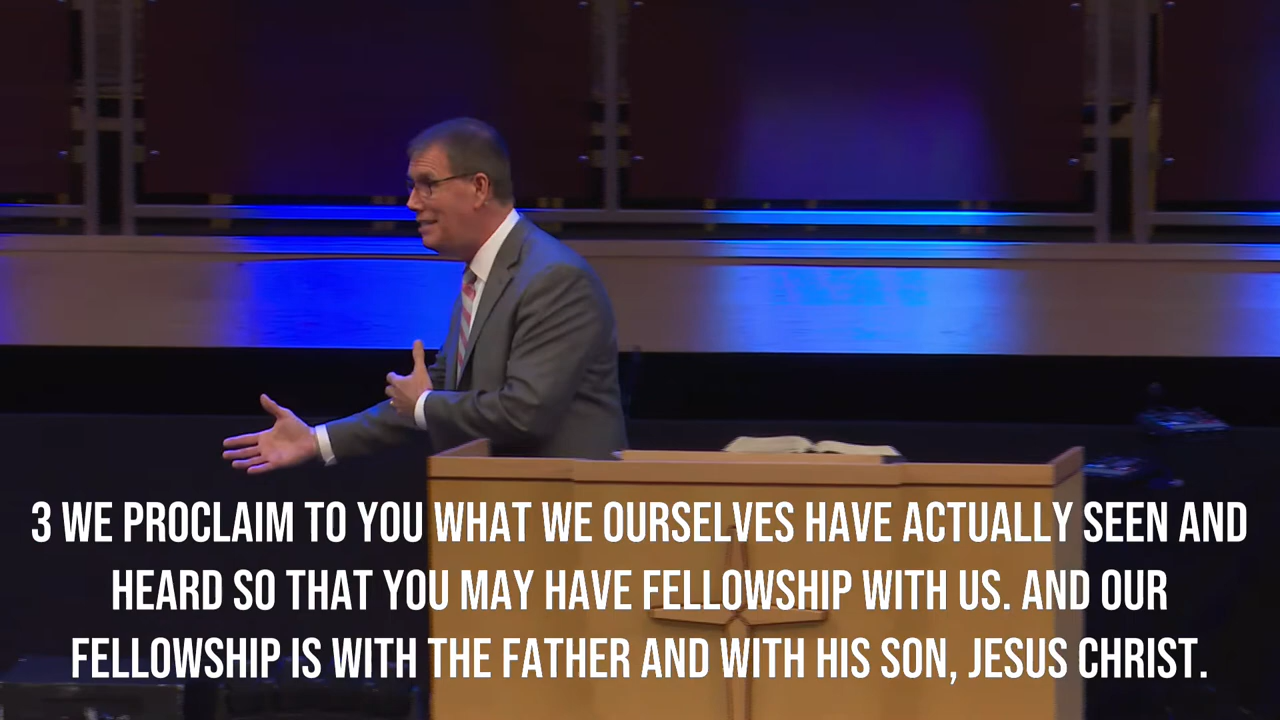 3 WE PROCLAIM TO YOU WHAT WE OURSELVES HAVE ACTUALLY SEEN AND
HEARD SO THAT YOU MAY HAVE FELLOWSHIP WITH US. AND OUR
FELLOWSHIP IS WITH THE FATHER AND WITH HIS SON, JESUS CHRIST.